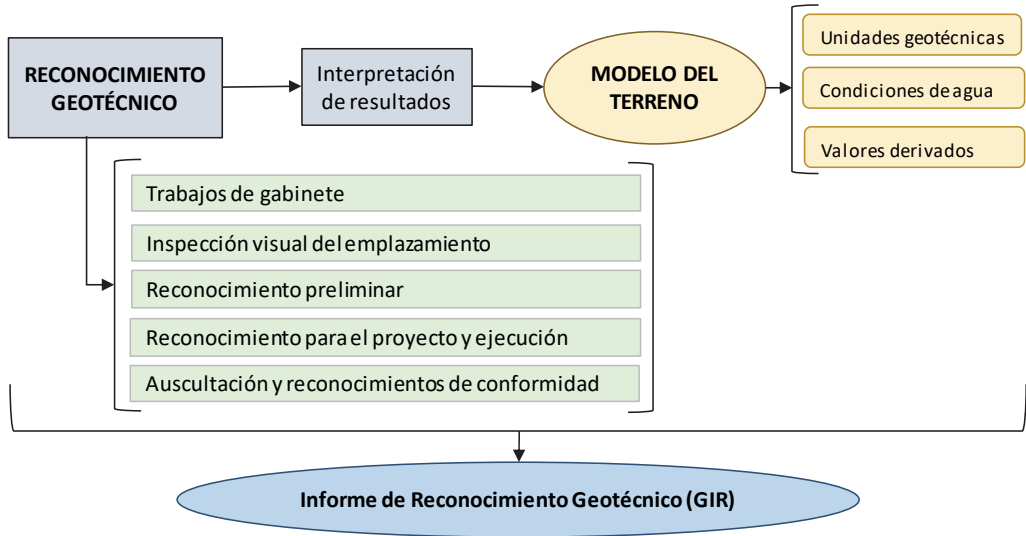 RECONOCIMIENTO
GEOTÉCNICO
Interpretación
de resultados
MODELO DEL
TERRENO
Unidades geotécnicas
Condiciones de agua
Valores derivados
Trabajos de gabinete
Inspección visual del emplazamiento
Reconocimiento preliminar
Reconocimiento para el proyecto y ejecución
Auscultación y reconocimientos de conformidad
Informe de Reconocimiento Geotécnico (GIR)